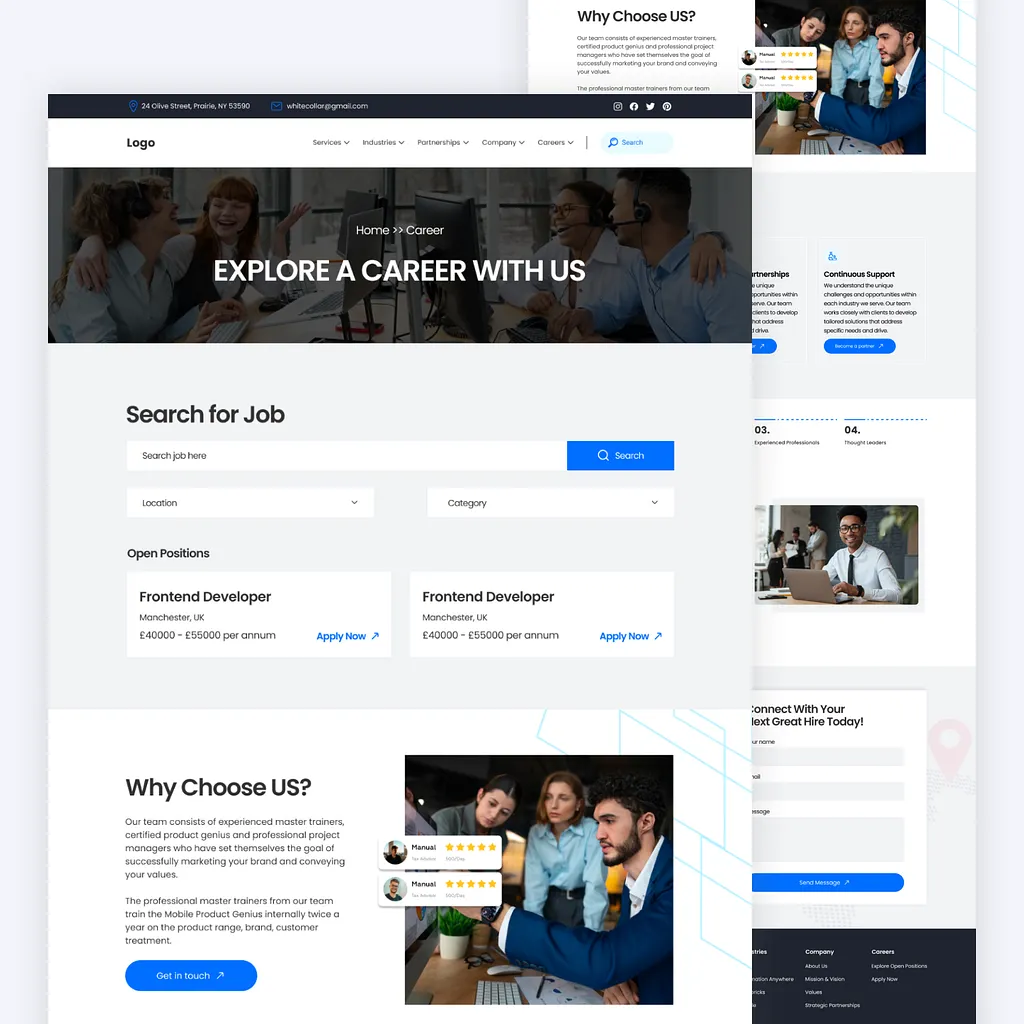 24 Olive Street, Prairie, NY 53590
whitecollar@gmail.com
Logo
Services
Industries
Partnerships
Company
Careers
Search
Home >> Career
EXPLORE A CAREER WITH US
Search for Job
Search job here
Search
Location
Category
Open Positions
Frontend Developer
Manchester, UK
£40000 - £55000 per annum
Apply Now
Frontend Developer
Manchester, UK
£40000 - £55000 per annum
Apply Now
Why Choose US?
Our team consists of experienced master trainers,
certified product genius and professional project
managers who have set themselves the goal of
successfully marketing your brand and conveying
your values.
The professional master trainers from our team
train the Mobile Product Genius internally twice a
year on the product range, brand, customer
treatment.
Get in touch
Manual
Manual
Why Choose US?
Our team consists of experienced master trainers,
certified product genius and professional project
managers who have set themselves the goal of
successfully marketing your brand and conveying
your values.
The professional master trainers from our team
Manual
Manual
rtnerships
e unique
pportunities within
e. Our team
clients to develop
hat address
d drive.
Continuous Support
We understand the unique
challenges and opportunities within
each industry we serve. Our team
works closely with clients to develop
tailored solutions that address
specific needs and drive.
Become a partner
03.
Experienced Professionals
04.
Thought Leaders
Connect With Your
Next Great Hire Today!
ur name
ail
essage
Send Message
stries
mation Anywhere
bricks
Company
About Us
Mission & Vision
Values
Strategic Partnerships
Careers
Explore Open Positions
Apply Now